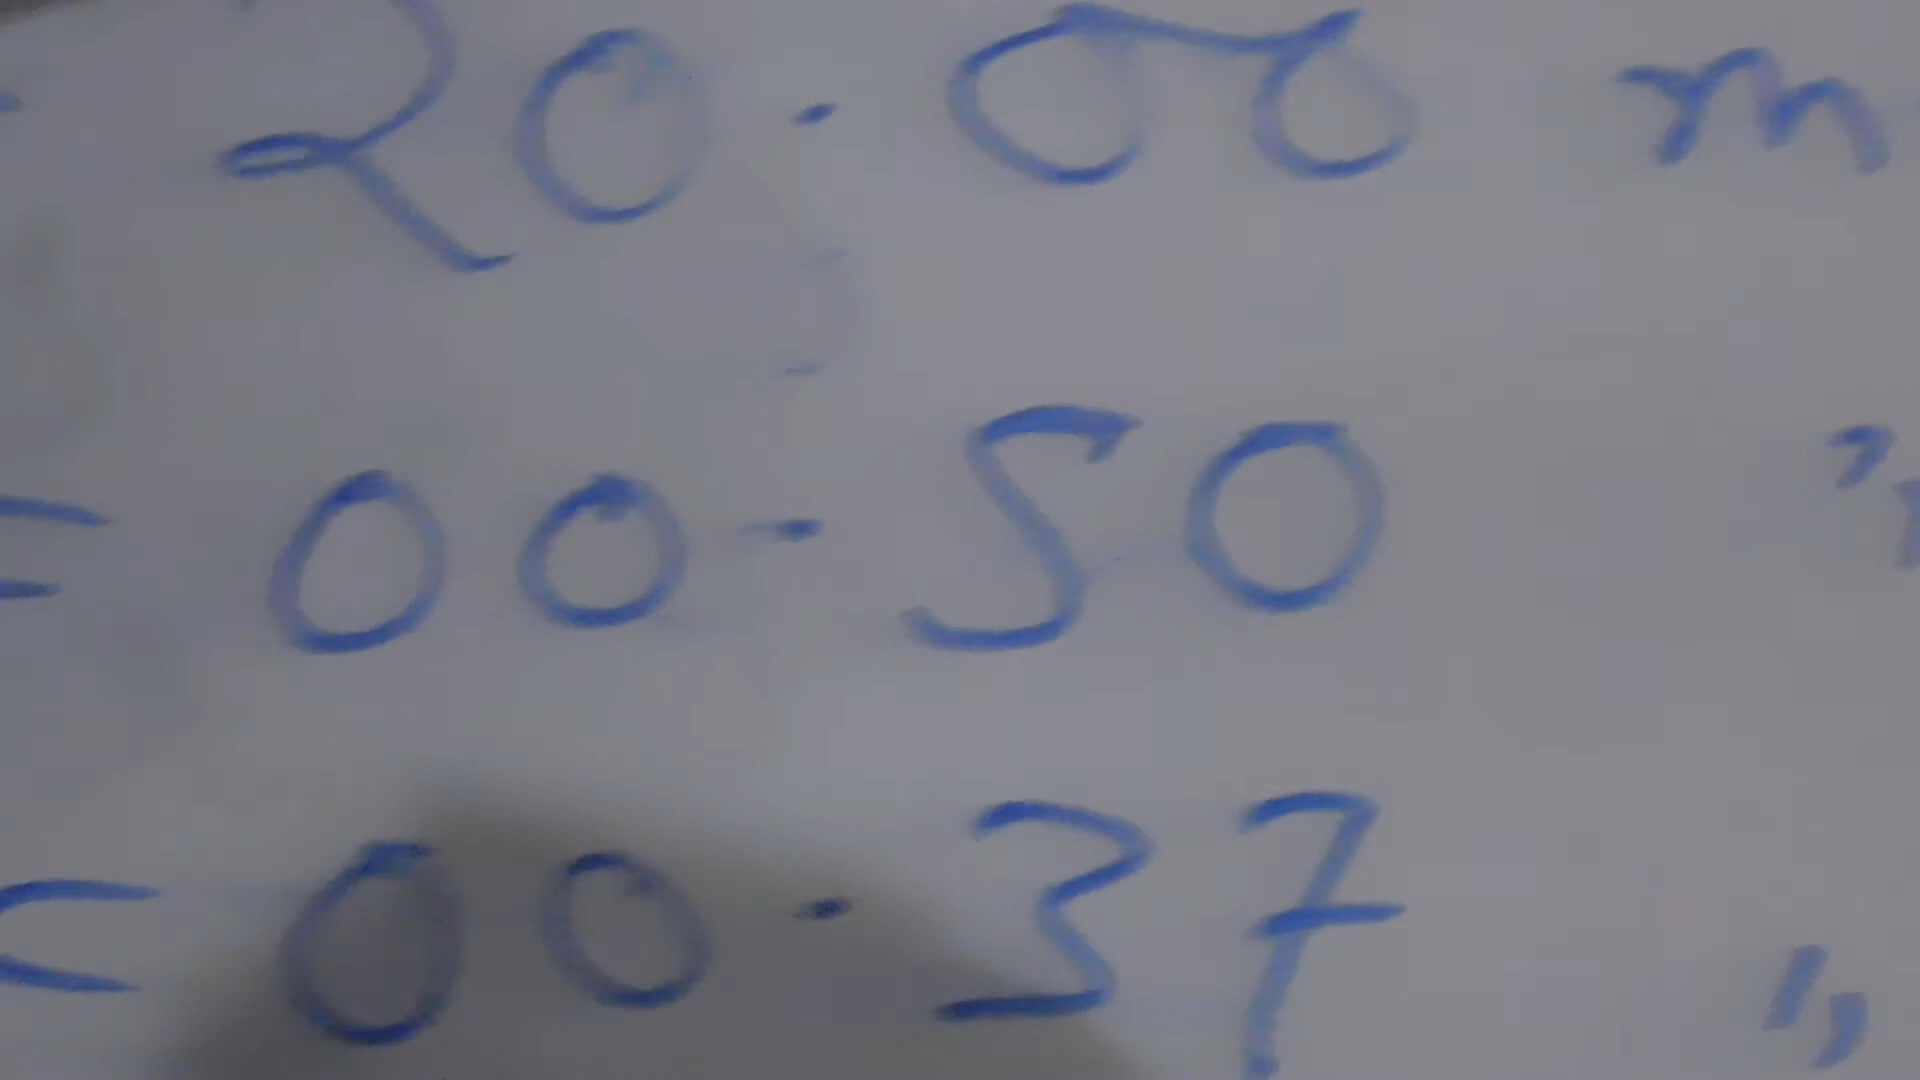 20.00 m
= 00.50 ,,
= 00.37 ,,